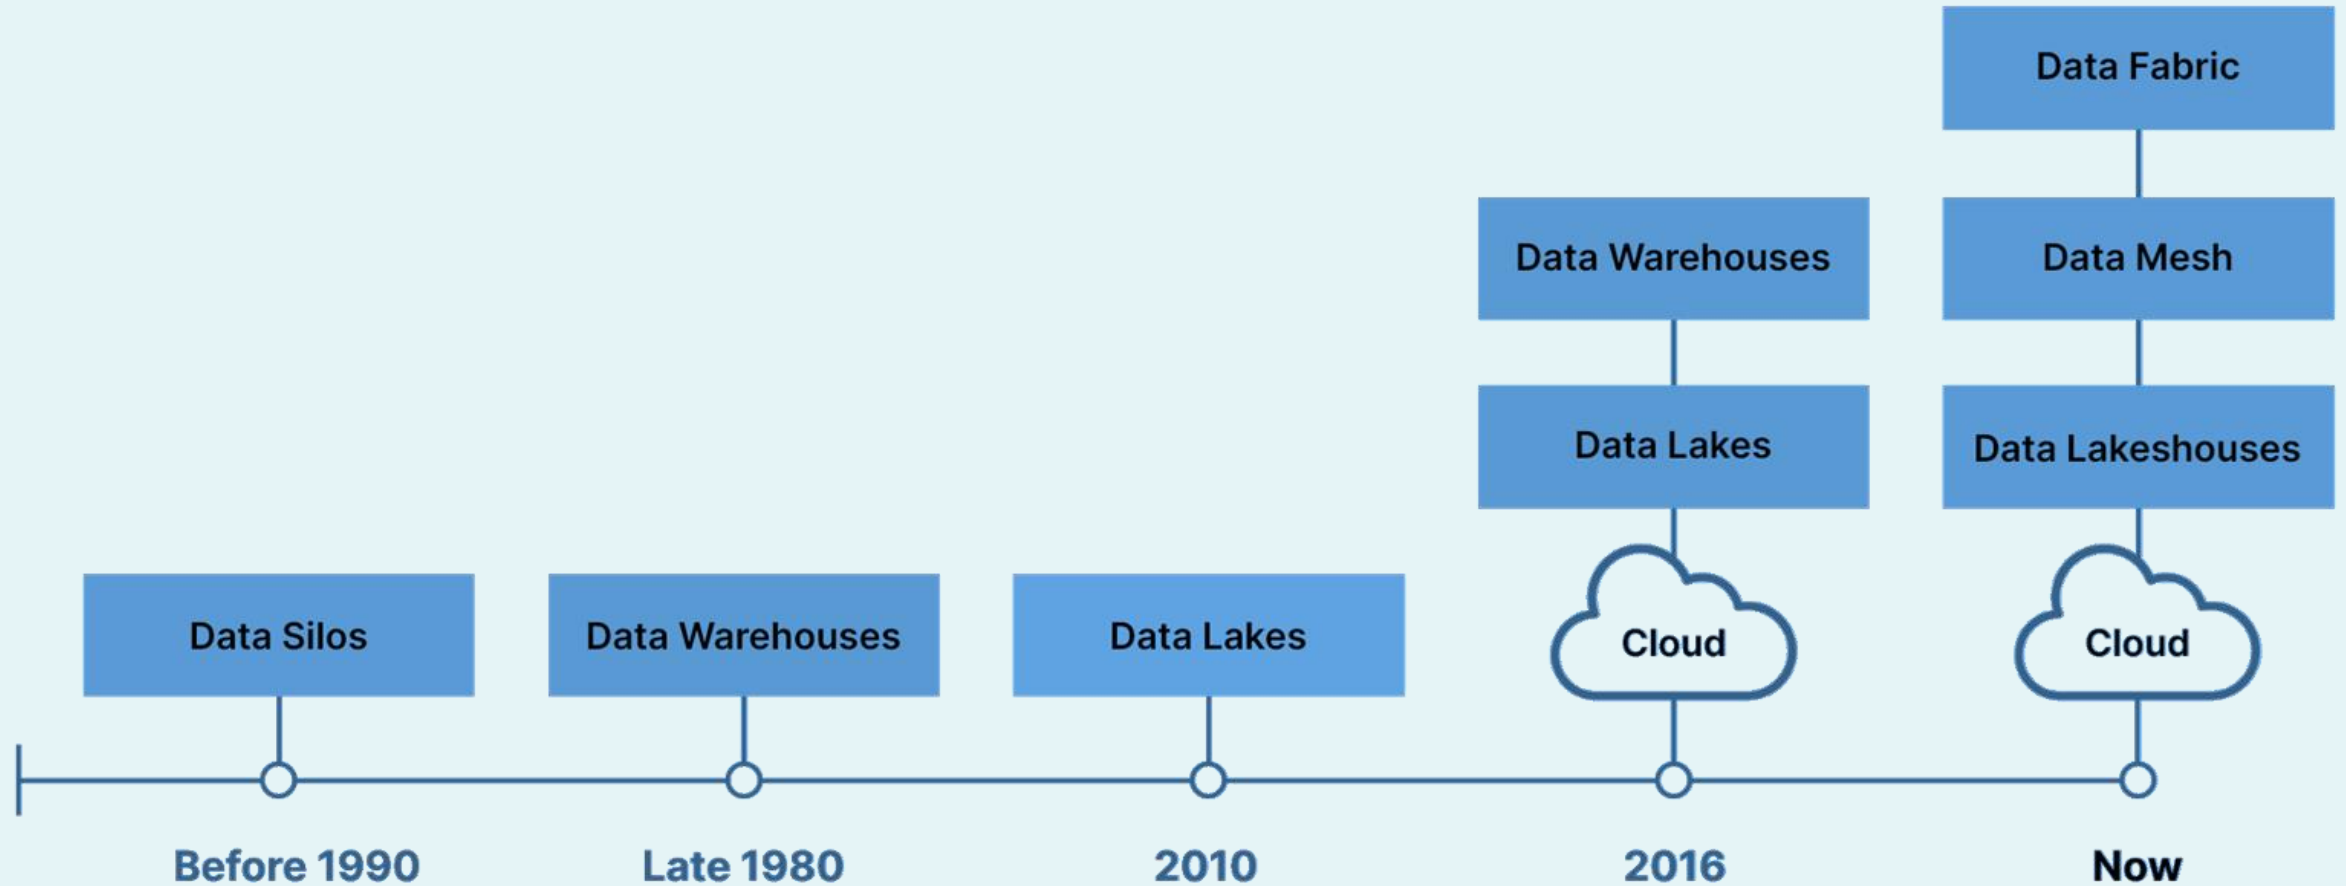 Data Fabric
Data Warehouses
Data Mesh
Data Lakes
Data Lakeshouses
Data Silos
Data Warehouses
Data Lakes
Cloud
Cloud
Before 1990
Late 1980
2010
2016
Now